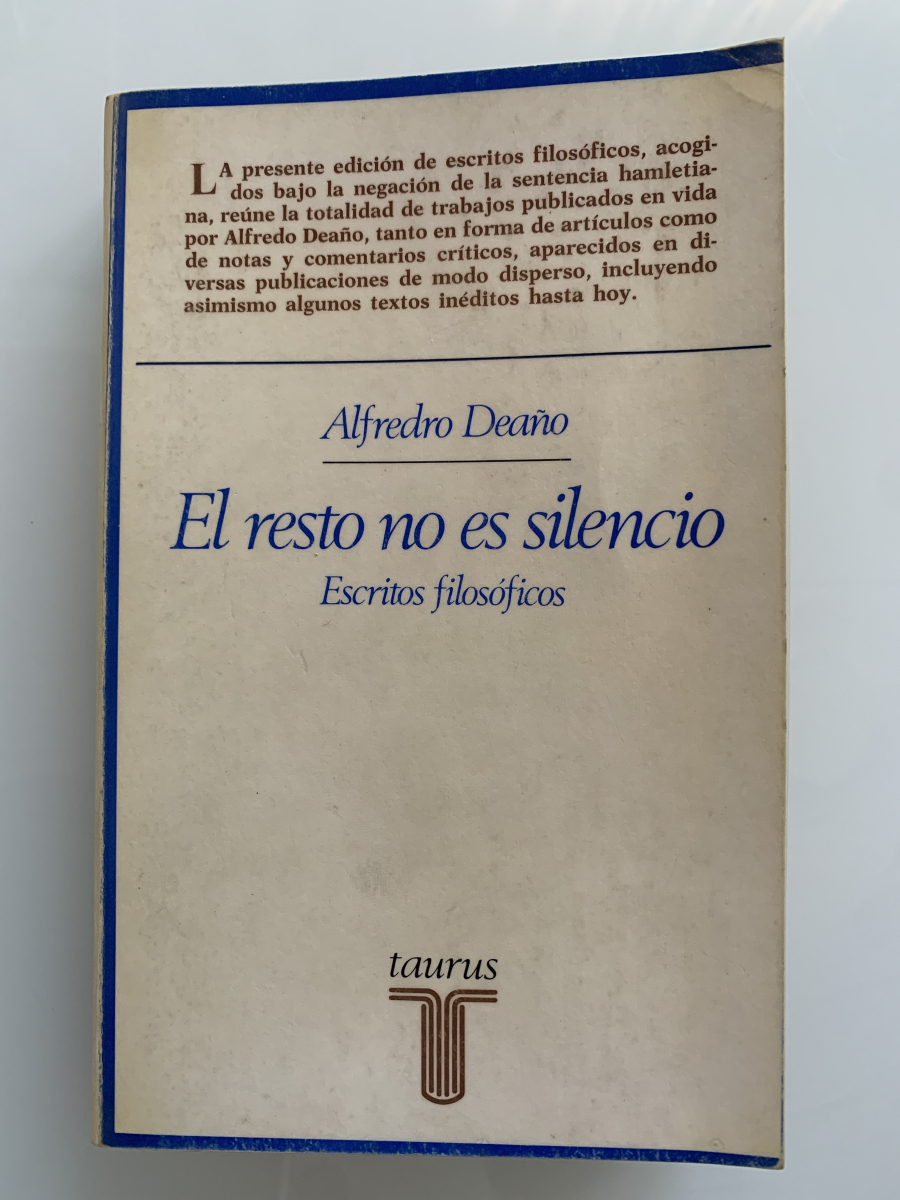 LA presente edición de escritos filosóficos, acogi-
dos bajo la negación de la sentencia hamletia-
na, reúne la totalidad de trabajos publicados en vida
por Alfredo Deaño, tanto en forma de artículos como
de notas y comentarios críticos, aparecidos en di-
versas publicaciones de modo disperso, incluyendo
asimismo algunos textos inéditos hasta hoy.
Alfredro Deaño
El resto no es silencio
Escritos filosóficos
taurus